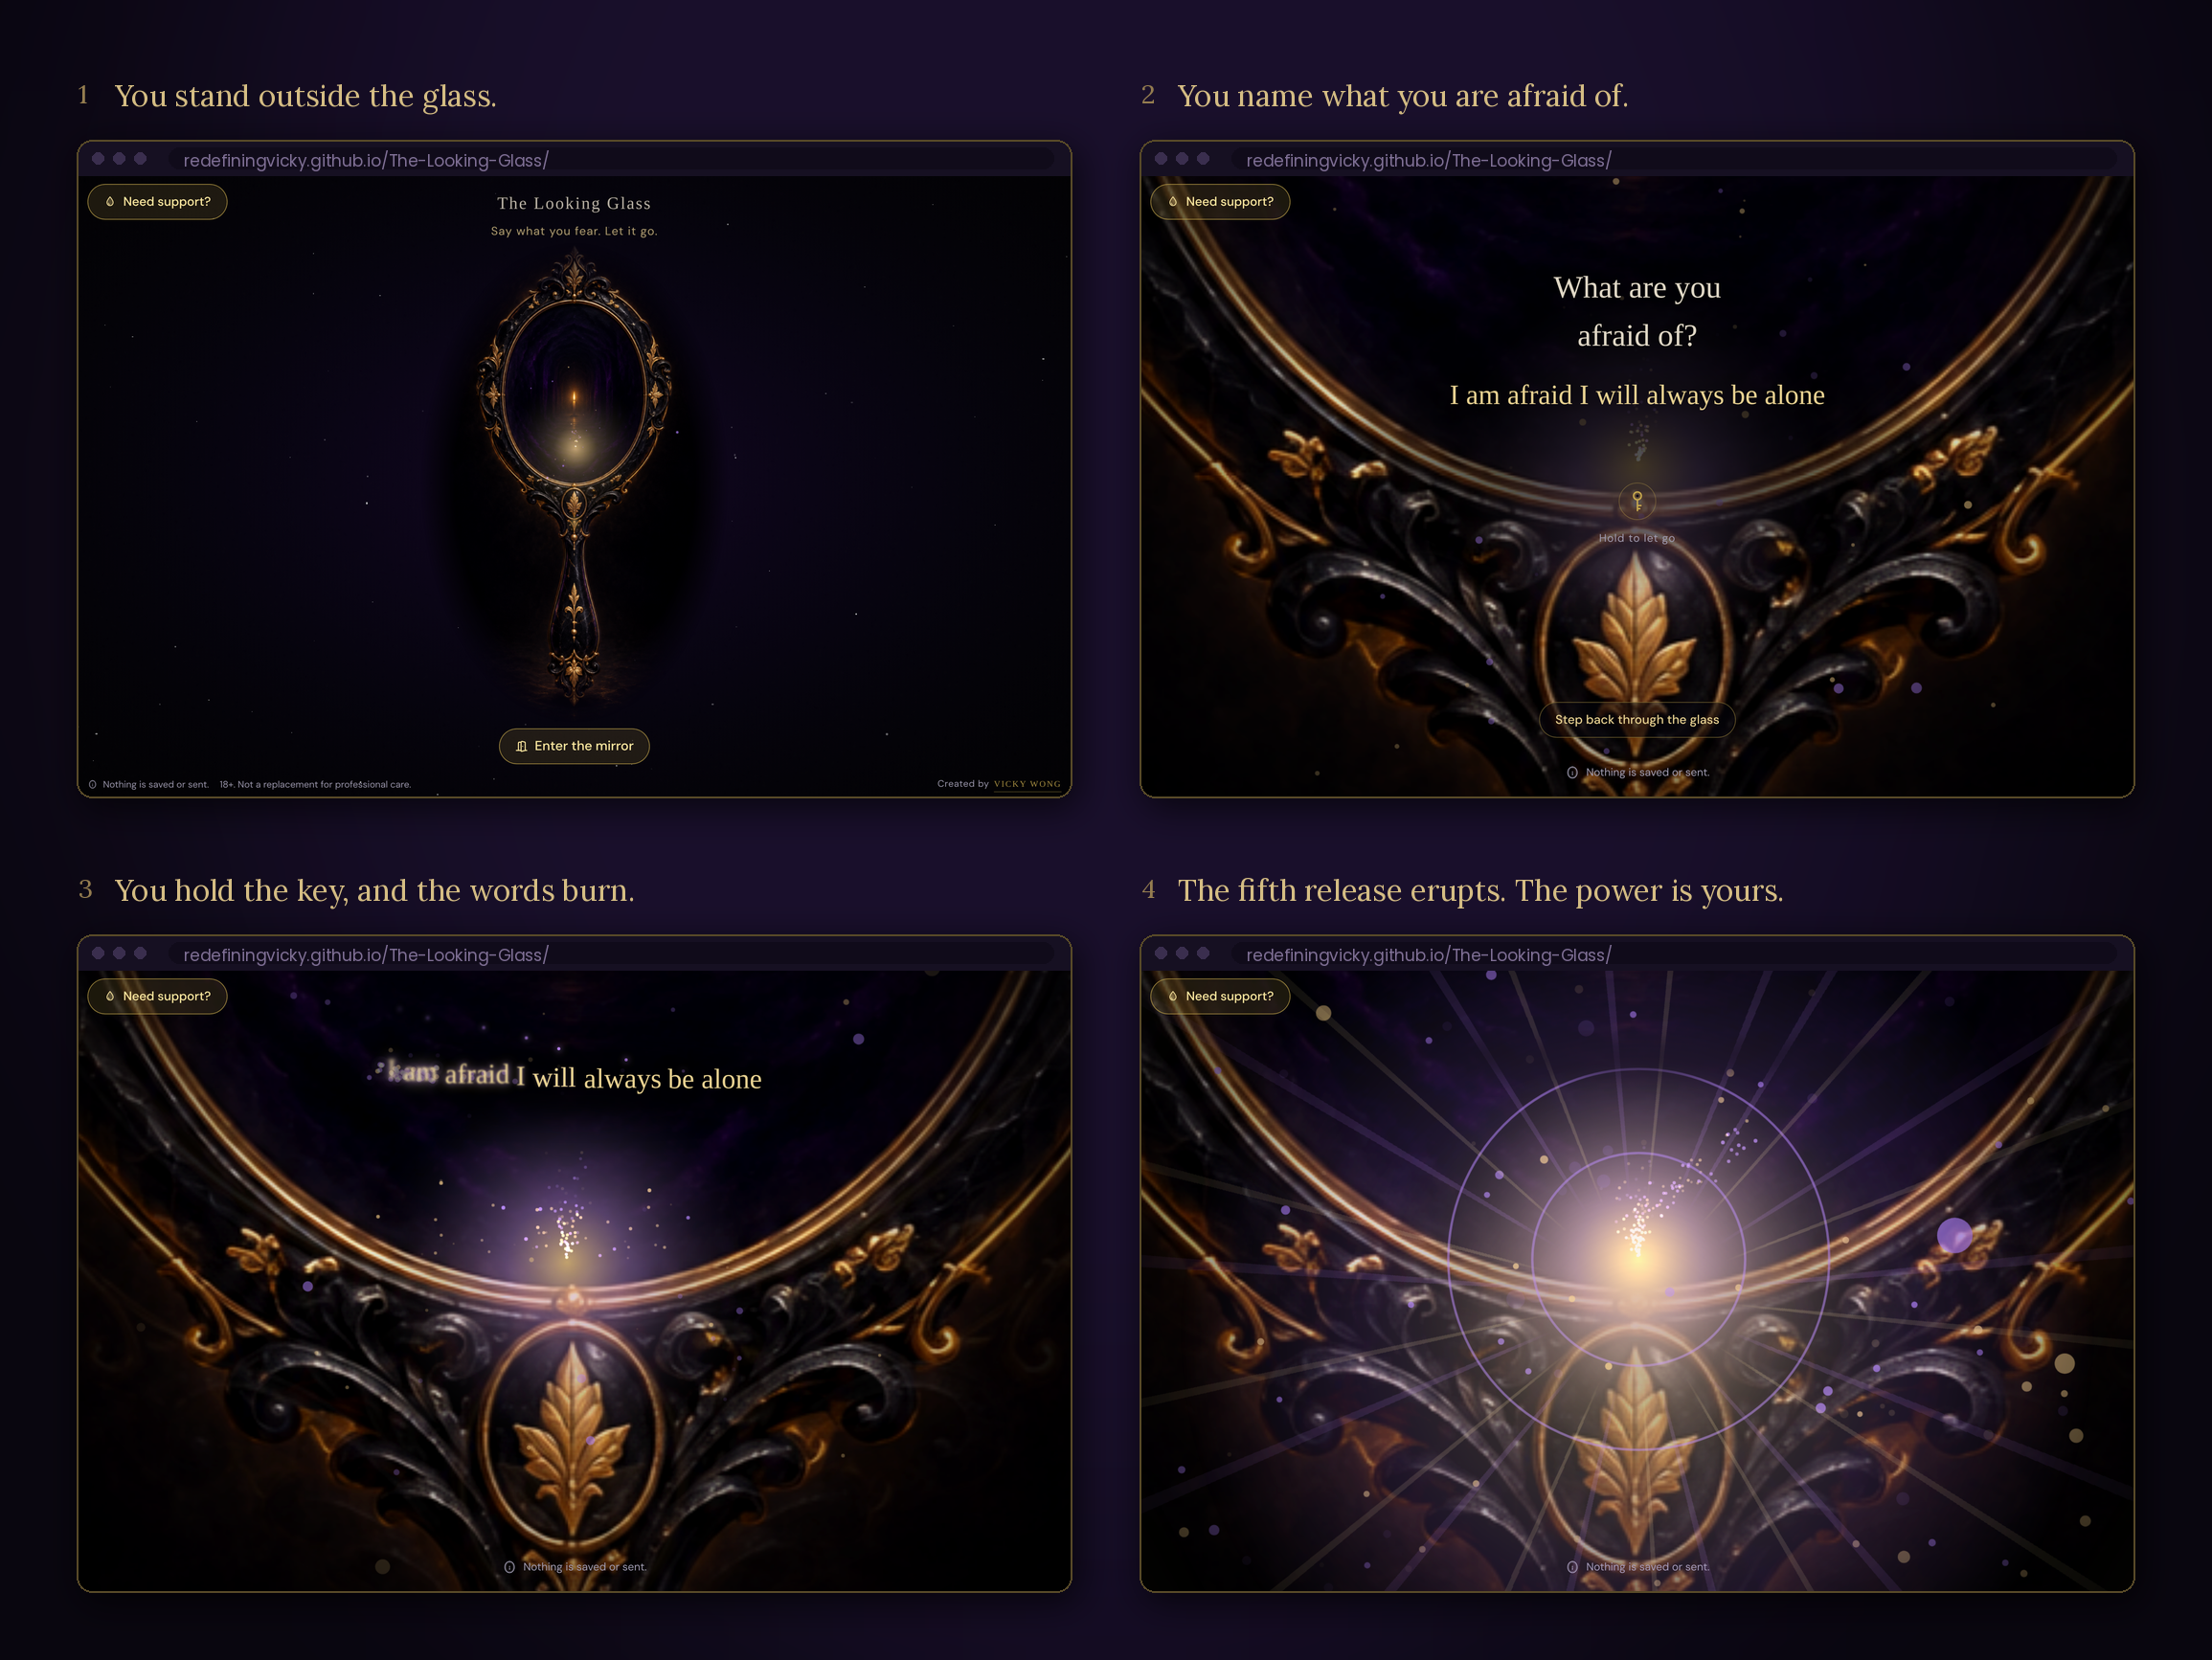 1 You stand outside the glass.
redefiningvicky.github.io/The-Looking-Glass/
Need support?
The Looking Glass
Say what you fear. Let it go.
Enter the mirror
Nothing is saved or sent. 18+. Not a replacement for professional care.
Created by VICKY WONG
2 You name what you are afraid of.
redefiningvicky.github.io/The-Looking-Glass/
Need support?
What are you
afraid of?
I am afraid I will always be alone
Hold to let go
Step back through the glass
Nothing is saved or sent.
3 You hold the key, and the words burn.
redefiningvicky.github.io/The-Looking-Glass/
Need support?
I am afraid I will always be alone
Nothing is saved or sent.
4 The fifth release erupts. The power is yours.
redefiningvicky.github.io/The-Looking-Glass/
Need support?
Nothing is saved or sent.